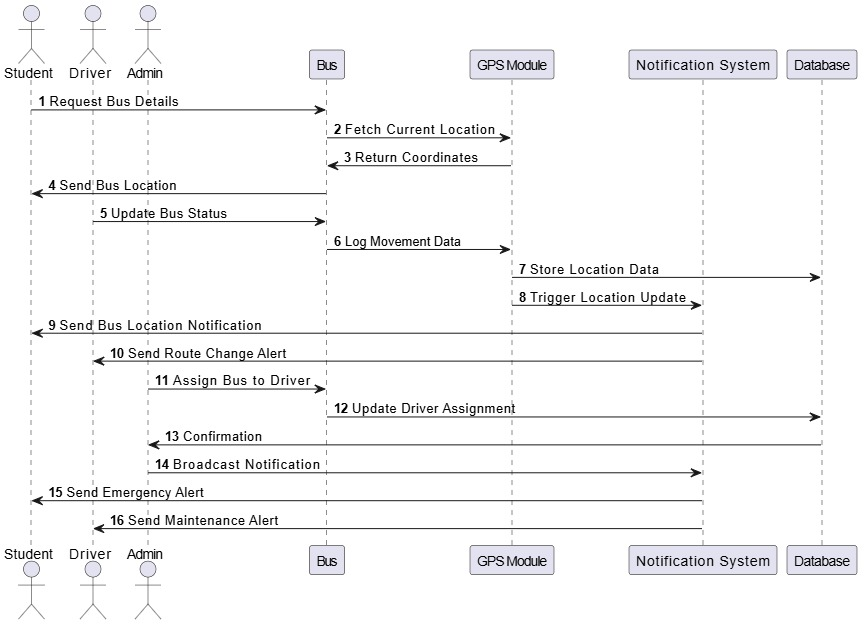 Student Driver Admin Bus GPS Module Notification System Database
1 Request Bus Details
2 Fetch Current Location
3 Return Coordinates
4 Send Bus Location
5 Update Bus Status
6 Log Movement Data
7 Store Location Data
8 Trigger Location Update
9 Send Bus Location Notification
10 Send Route Change Alert
11 Assign Bus to Driver
12 Update Driver Assignment
13 Confirmation
14 Broadcast Notification
15 Send Emergency Alert
16 Send Maintenance Alert
Student Driver Admin Bus GPS Module Notification System Database